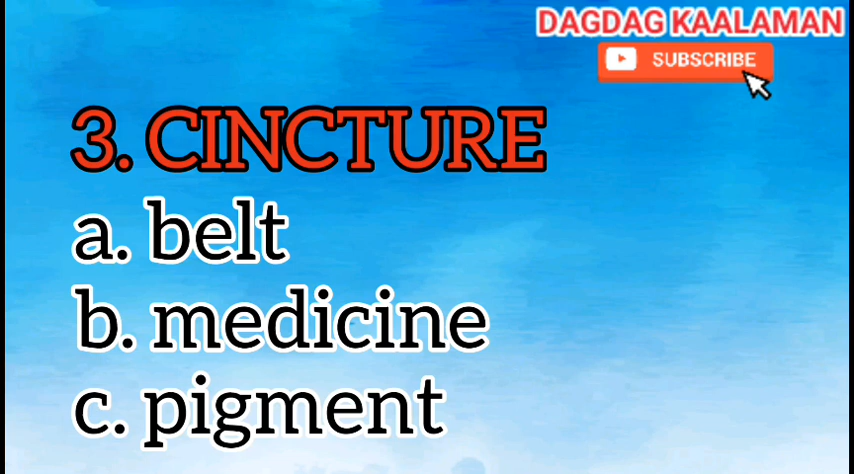 DAGDAG KAALAMAN
SUBSCRIBE
3. CINCTURE
a. belt
b. medicine
c. pigment